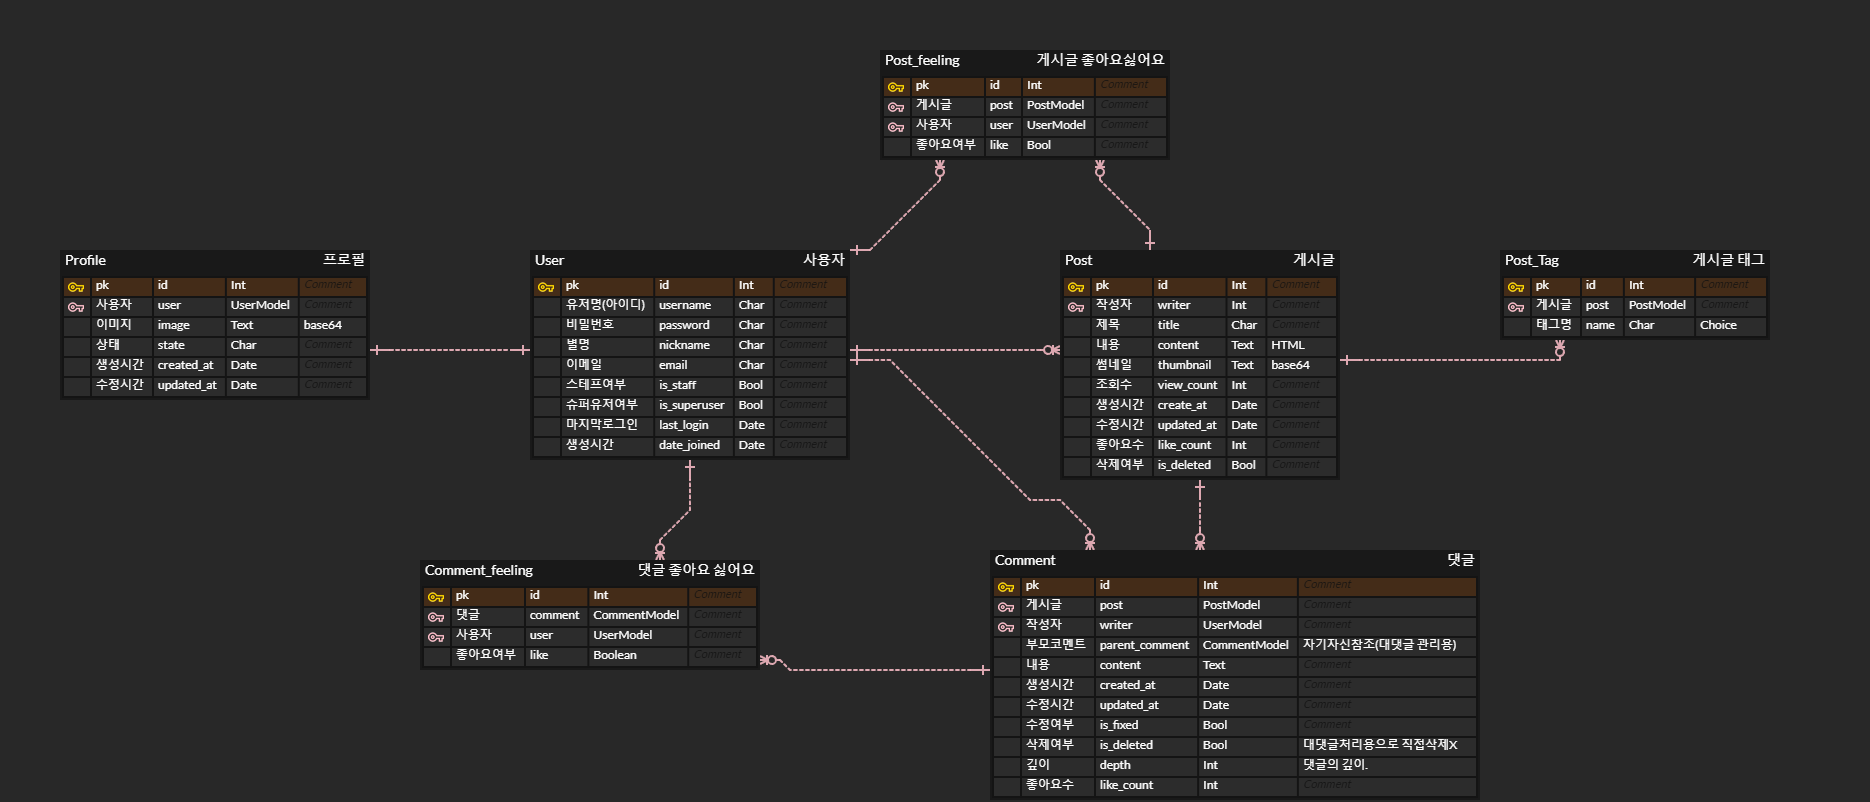 Post_feeling 게시글 좋아요싫어요
pk id Int Comment
게시글 post PostModel Comment
사용자 user UserModel Comment
좋아요여부 like Bool Comment
Profile 프로필
pk id Int Comment
사용자 user UserModel Comment
이미지 image Text base64
상태 state Char Comment
생성시간 created_at Date Comment
수정시간 updated_at Date Comment
User 사용자
pk id Int Comment
유저명(아이디) username Char Comment
비밀번호 password Char Comment
별명 nickname Char Comment
이메일 email Char Comment
스테프여부 is_staff Bool Comment
슈퍼유저여부 is_superuser Bool Comment
마지막로그인 last_login Date Comment
생성시간 date_joined Date Comment
Post 게시글
pk id Int Comment
작성자 writer Int Comment
제목 title Char Comment
내용 content Text HTML
썸네일 thumbnail Text base64
조회수 view_count Int Comment
생성시간 create_at Date Comment
수정시간 updated_at Date Comment
좋아요수 like_count Int Comment
삭제여부 is_deleted Bool Comment
Post_Tag 게시글 태그
pk id Int Comment
게시글 post PostModel Comment
태그명 name Char Choice
Comment_feeling 댓글 좋아요 싫어요
pk id Int Comment
댓글 comment CommentModel Comment
사용자 user UserModel Comment
좋아요여부 like Boolean Comment
Comment 댓글
pk id Int Comment
게시글 post PostModel Comment
작성자 writer UserModel Comment
부모코멘트 parent_comment CommentModel 자기자신참조(대댓글 관리용)
내용 content Text Comment
생성시간 created_at Date Comment
수정시간 updated_at Date Comment
수정여부 is_fixed Bool Comment
삭제여부 is_deleted Bool 대댓글처리용으로 직접삭제X
깊이 depth Int 댓글의 깊이.
좋아요수 like_count Int Comment